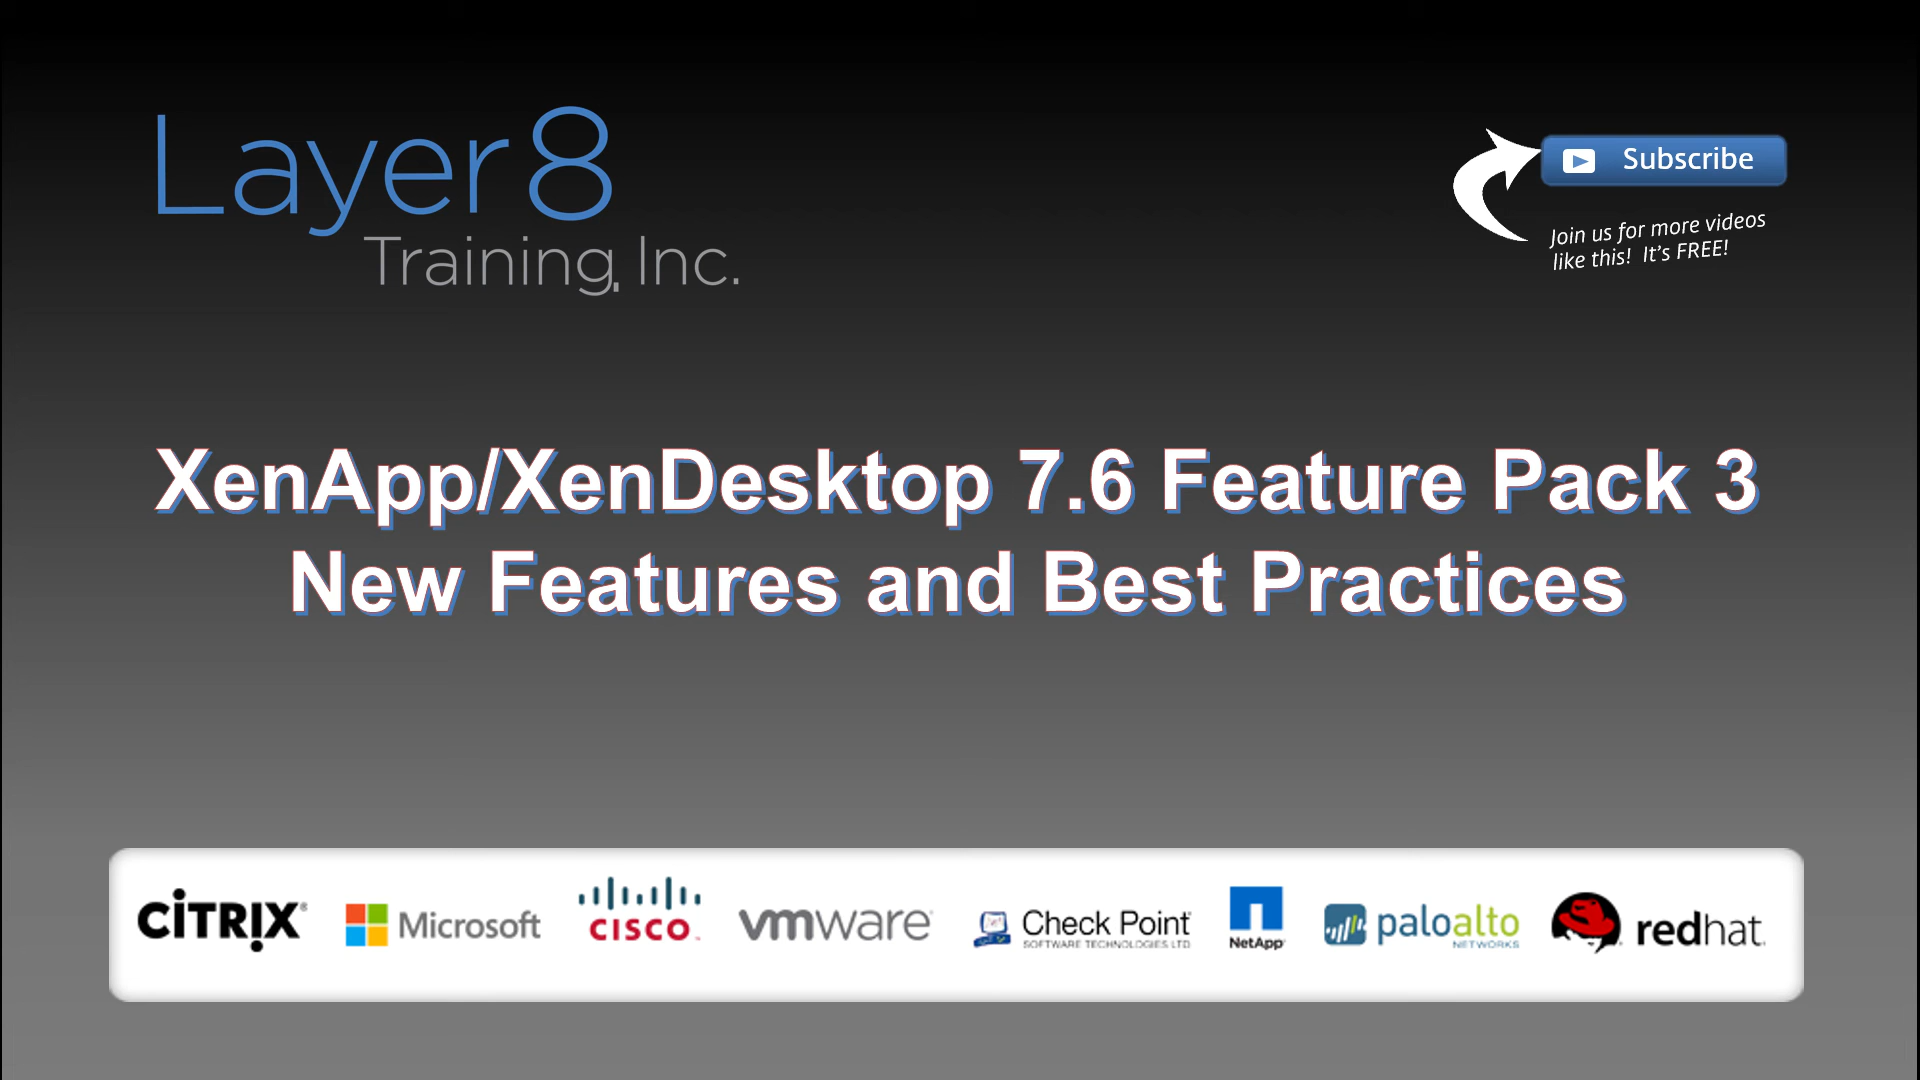 Layer 8
Training, Inc.
Subscribe
Join us for more videos
like this! It's FREE!
XenApp/XenDesktop 7.6 Feature Pack 3
New Features and Best Practices
CITRIX®
Microsoft
CISCO™
vmware®
Check Point
SOFTWARE TECHNOLOGIES LTD
NetApp®
paloalto
NETWORKS
redhat.